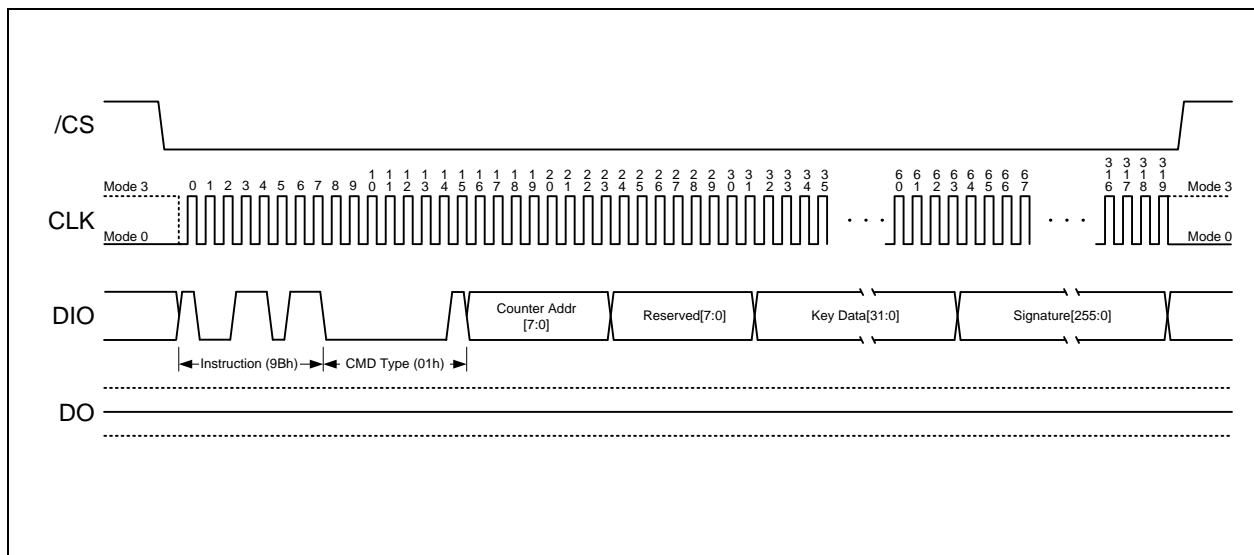 /CS
0 1 2 3 4 5 6 7 8 9 10 11 12 13 14 15 16 17 18 19 20 21 22 23 24 25 26 27 28 29 30 31 32 33 34 35 60 61 62 63 64 65 66 67 316 317 318 319
Mode 3 Mode 3
CLK . . . . . .
Mode 0 Mode 0
DIO Counter Addr [7:0] Reserved[7:0] Key Data[31:0] Signature[255:0]
Instruction (9Bh) CMD Type (01h)
DO